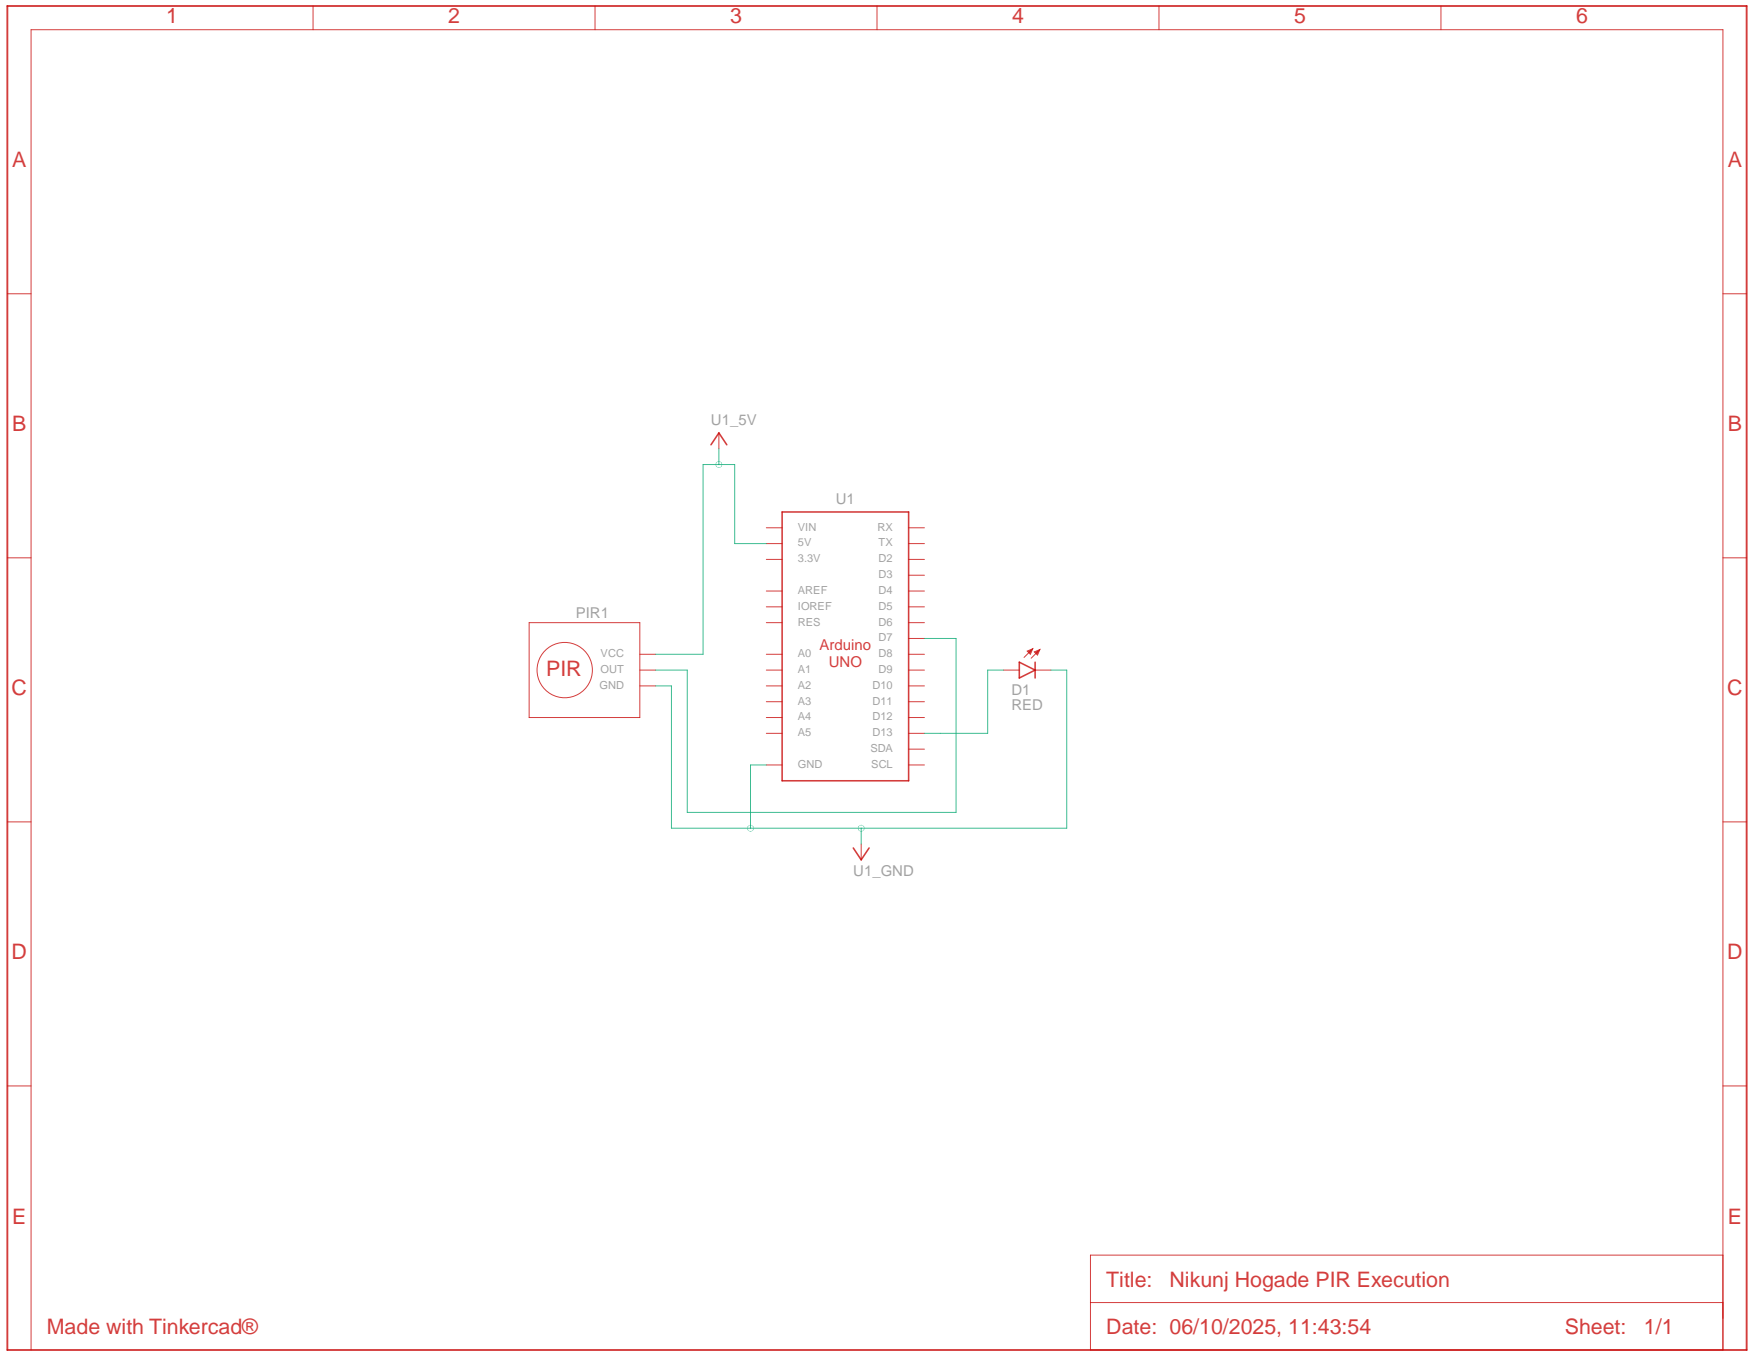 1 2 3 4 5 6
A A
B B
U1_5V
U1
VIN RX
5V TX
3.3V D2
D3
AREF D4
IOREF D5
RES D6
D7
A0 D8
A1 D9
A2 D10
A3 D11
A4 D12
A5 D13
SDA
GND SCL
Arduino
UNO
PIR1
PIR
VCC
OUT
GND
D1
RED
C C
U1_GND
D D
E E
Title: Nikunj Hogade PIR Execution
Made with Tinkercad®
Date: 06/10/2025, 11:43:54 Sheet: 1/1